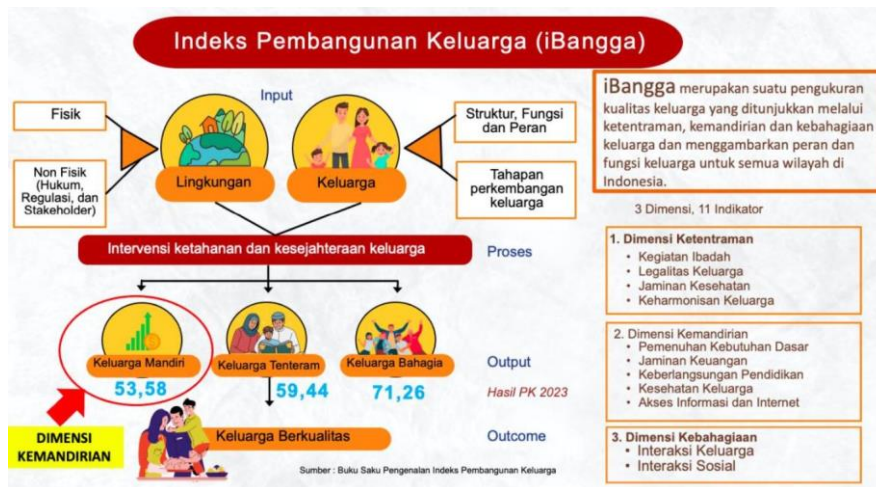 Indeks Pembangunan Keluarga (iBangga)
Input
Fisik
Non Fisik
(Hukum,
Regulasi, dan
Stakeholder)
Lingkungan
Keluarga
Struktur, Fungsi
dan Peran
Tahapan
perkembangan
keluarga
Intervensi ketahanan dan kesejahteraan keluarga
Proses
Keluarga Mandiri
Keluarga Tenteram
Keluarga Bahagia
Output
53,58
59,44
71,26
Hasil PK 2023
DIMENSI
KEMANDIRIAN
Keluarga Berkualitas
Outcome
Sumber : Buku Saku Pengenalan Indeks Pembangunan Keluarga
iBangga merupakan suatu pengukuran
kualitas keluarga yang ditunjukkan melalui
ketentraman, kemandirian dan kebahagiaan
keluarga dan menggambarkan peran dan
fungsi keluarga untuk semua wilayah di
Indonesia.
3 Dimensi, 11 Indikator
1. Dimensi Ketentraman
• Kegiatan Ibadah
• Legalitas Keluarga
• Jaminan Kesehatan
• Keharmonisan Keluarga
2. Dimensi Kemandirian
• Pemenuhan Kebutuhan Dasar
• Jaminan Keuangan
• Keberlangsungan Pendidikan
• Kesehatan Keluarga
• Akses Informasi dan Internet
3. Dimensi Kebahagiaan
• Interaksi Keluarga
• Interaksi Sosial